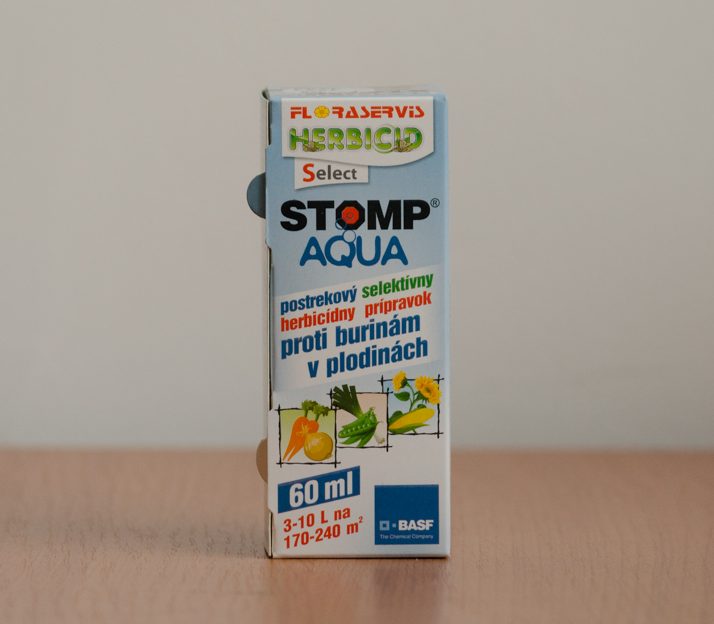 FLORASERVIS
HERBICID
Select
STOMP®
AQUA
postrekový selektívny
herbicídny prípravok
proti burinám
v plodinách
60 ml
3-10 L na
170-240 m²
BASF
The Chemical Company